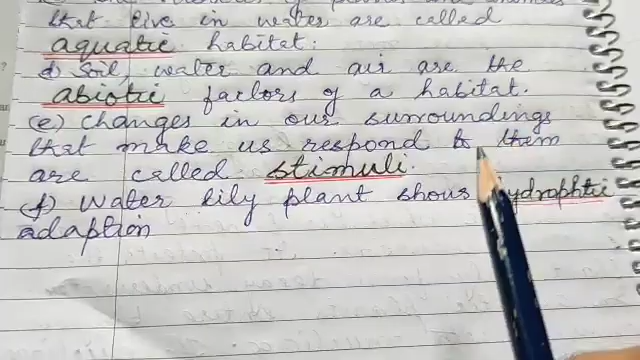 that live in water are called
aquatic habitat:
d) Soil, water and air are the
abiotic factors of a habitat.
(e) Changes in our surroundings
that make us respond to them
are called stimuli.
(f) Water lily plant shows
adaption